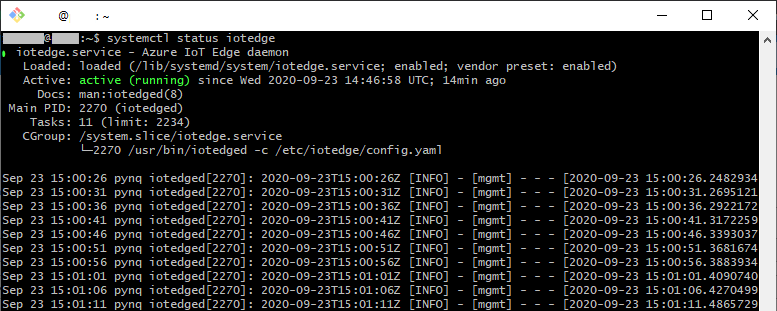 @ :~
@ :~$ systemctl status iotedge
● iotedge.service - Azure IoT Edge daemon
Loaded: loaded (/lib/systemd/system/iotedge.service; enabled; vendor preset: enabled)
Active: active (running) since Wed 2020-09-23 14:46:58 UTC; 14min ago
Docs: man:iotedged(8)
Main PID: 2270 (iotedged)
Tasks: 11 (limit: 2234)
CGroup: /system.slice/iotedge.service
└─2270 /usr/bin/iotedged -c /etc/iotedge/config.yaml
Sep 23 15:00:26 pynq iotedged[2270]: 2020-09-23T15:00:26Z [INFO] - [mgmt] - - - [2020-09-23 15:00:26.2482934
Sep 23 15:00:31 pynq iotedged[2270]: 2020-09-23T15:00:31Z [INFO] - [mgmt] - - - [2020-09-23 15:00:31.2695121
Sep 23 15:00:36 pynq iotedged[2270]: 2020-09-23T15:00:36Z [INFO] - [mgmt] - - - [2020-09-23 15:00:36.2922172
Sep 23 15:00:41 pynq iotedged[2270]: 2020-09-23T15:00:41Z [INFO] - [mgmt] - - - [2020-09-23 15:00:41.3172259
Sep 23 15:00:46 pynq iotedged[2270]: 2020-09-23T15:00:46Z [INFO] - [mgmt] - - - [2020-09-23 15:00:46.3393037
Sep 23 15:00:51 pynq iotedged[2270]: 2020-09-23T15:00:51Z [INFO] - [mgmt] - - - [2020-09-23 15:00:51.3681674
Sep 23 15:00:56 pynq iotedged[2270]: 2020-09-23T15:00:56Z [INFO] - [mgmt] - - - [2020-09-23 15:00:56.3883934
Sep 23 15:01:01 pynq iotedged[2270]: 2020-09-23T15:01:01Z [INFO] - [mgmt] - - - [2020-09-23 15:01:01.4090740
Sep 23 15:01:06 pynq iotedged[2270]: 2020-09-23T15:01:06Z [INFO] - [mgmt] - - - [2020-09-23 15:01:06.4270499
Sep 23 15:01:11 pynq iotedged[2270]: 2020-09-23T15:01:11Z [INFO] - [mgmt] - - - [2020-09-23 15:01:11.4865729